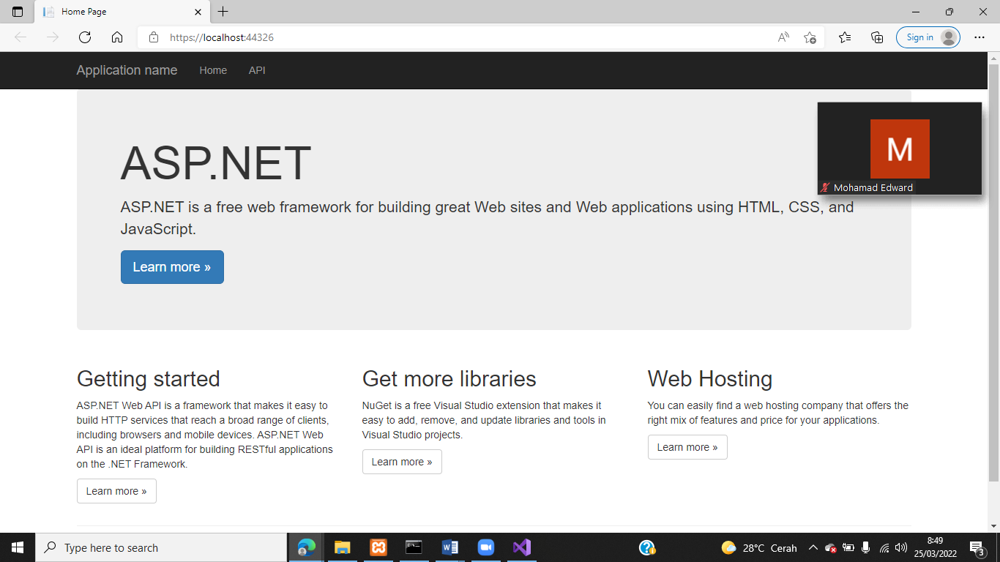 Home Page
https://localhost:44326
Sign in
Application name Home API
ASP.NET
ASP.NET is a free web framework for building great Web sites and Web applications using HTML, CSS, and
JavaScript.
Learn more »
M
Mohamad Edward
Getting started
ASP.NET Web API is a framework that makes it easy to
build HTTP services that reach a broad range of clients,
including browsers and mobile devices. ASP.NET Web
API is an ideal platform for building RESTful applications
on the .NET Framework.
Learn more »
Get more libraries
NuGet is a free Visual Studio extension that makes it
easy to add, remove, and update libraries and tools in
Visual Studio projects.
Learn more »
Web Hosting
You can easily find a web hosting company that offers the
right mix of features and price for your applications.
Learn more »
Type here to search
28°C Cerah
8:49
25/03/2022
3